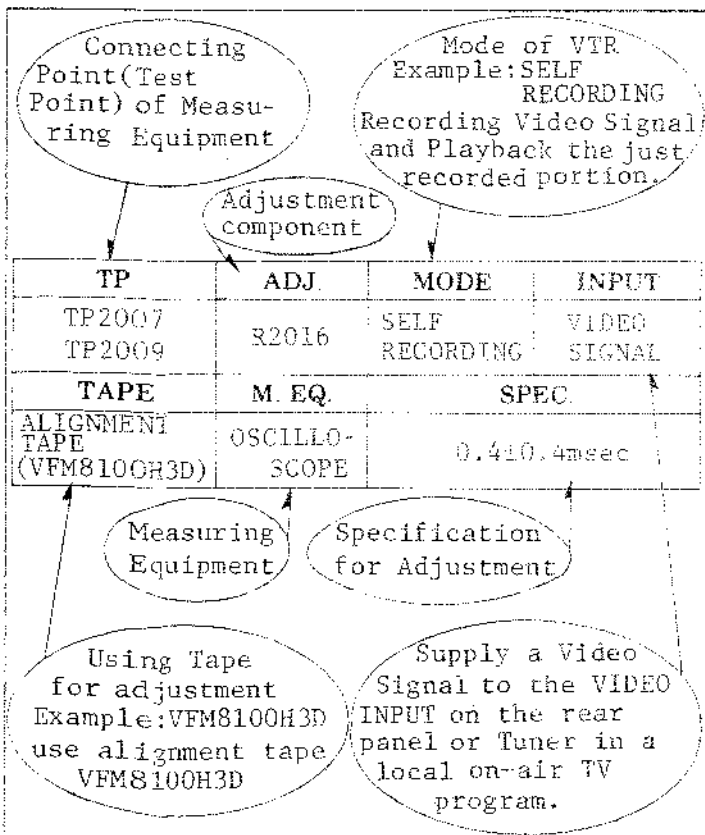 Connecting
Point(Test
Point) of Measu-
ring Equipment
Mode of VTR
Example:SELF
RECORDING
Recording Video Signal
and Playback the just
recorded portion.
Adjustment
component
TP ADJ. MODE INPUT
TP2007
TP2009
R2016
SELF
RECORDING
VIDEO
SIGNAL
TAPE M. EQ. SPEC.
ALIGNMENT
TAPE
(VFM8100H3D)
OSCILLO-
SCOPE
0.4±0.4msec
Measuring
Equipment
Specification
for Adjustment
Using Tape
for adjustment
Example:VFM8100H3D
use alignment tape
VFM8100H3D
Supply a Video
Signal to the VIDEO
INPUT on the rear
panel or Tuner in a
local on-air TV
program.